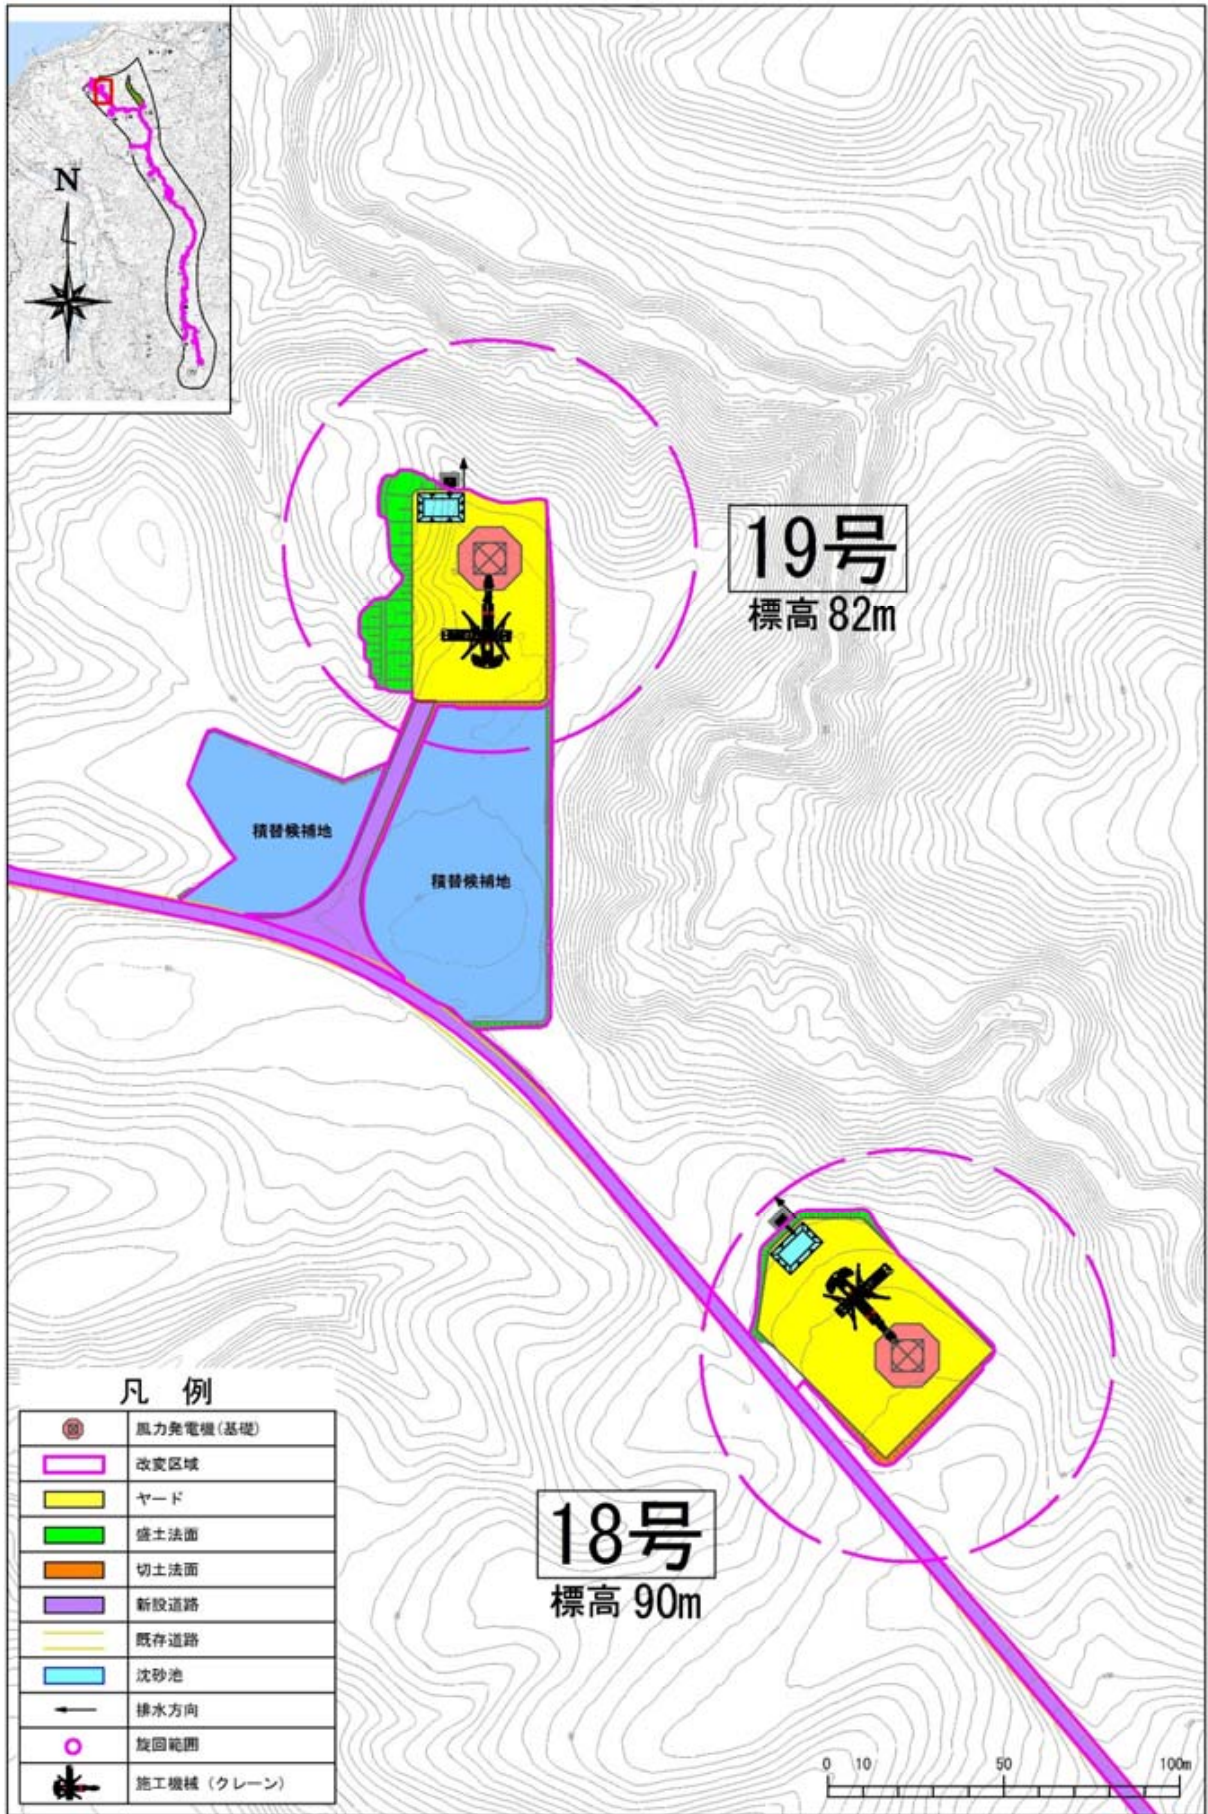 N
19号
標高 82m
積替候補地
積替候補地
18号
標高 90m
凡 例
風力発電機(基礎)
改変区域
ヤード
盛土法面
切土法面
新設道路
既存道路
沈砂池
排水方向
旋回範囲
施工機械（クレーン）
0 10 50 100m